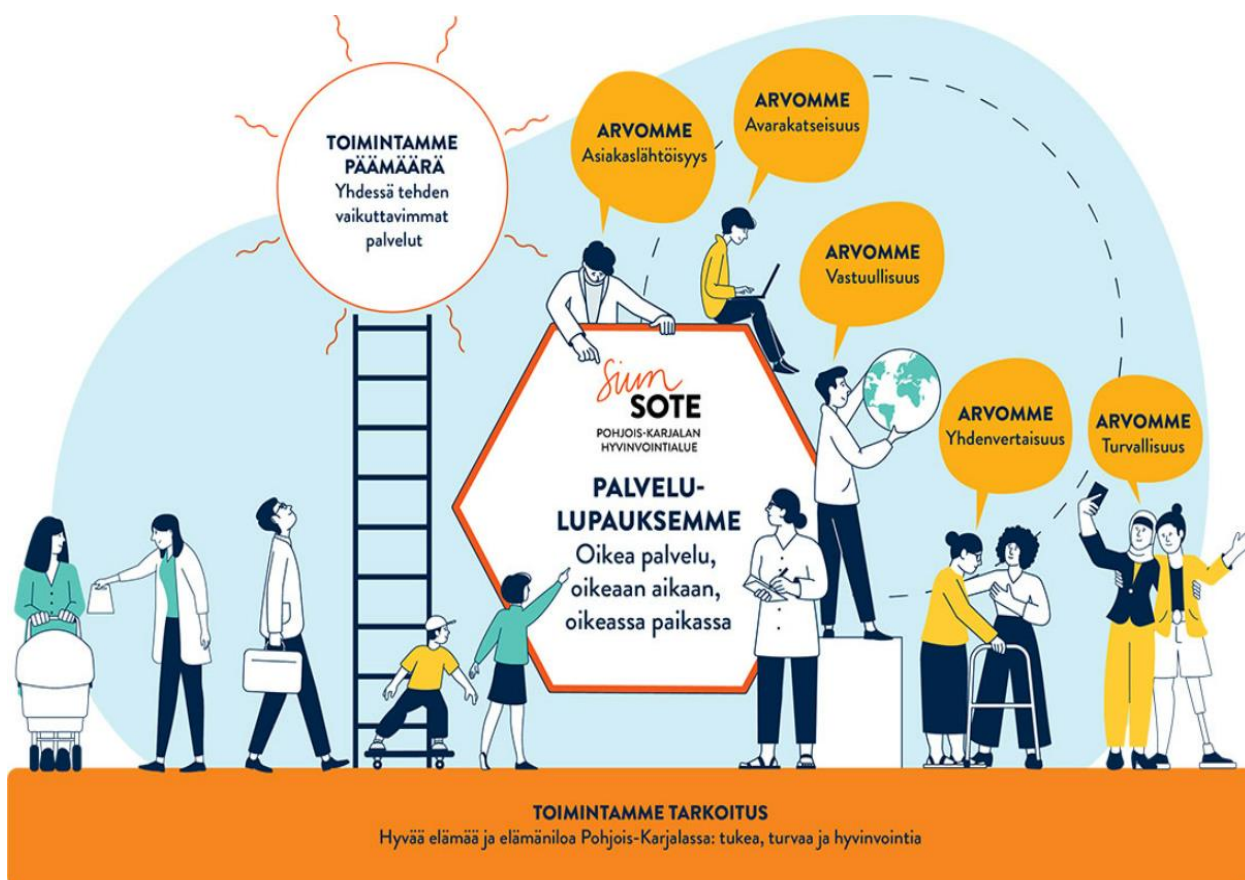 TOIMINTAMME
PÄÄMÄÄRÄ
Yhdessä tehden
vaikuttavimmat
palvelut
ARVOMME
Asiakaslähtöisyys
ARVOMME
Avarakatseisuus
ARVOMME
Vastuullisuus
ARVOMME
Yhdenvertaisuus
ARVOMME
Turvallisuus
Siun
SOTE
POHJOIS-KARJALAN
HYVINVOINTIALUE
PALVELU-
LUPAUKSEMME
Oikea palvelu,
oikeaan aikaan,
oikeassa paikassa
TOIMINTAMME TARKOITUS
Hyvää elämää ja elämäniloa Pohjois-Karjalassa: tukea, turvaa ja hyvinvointia